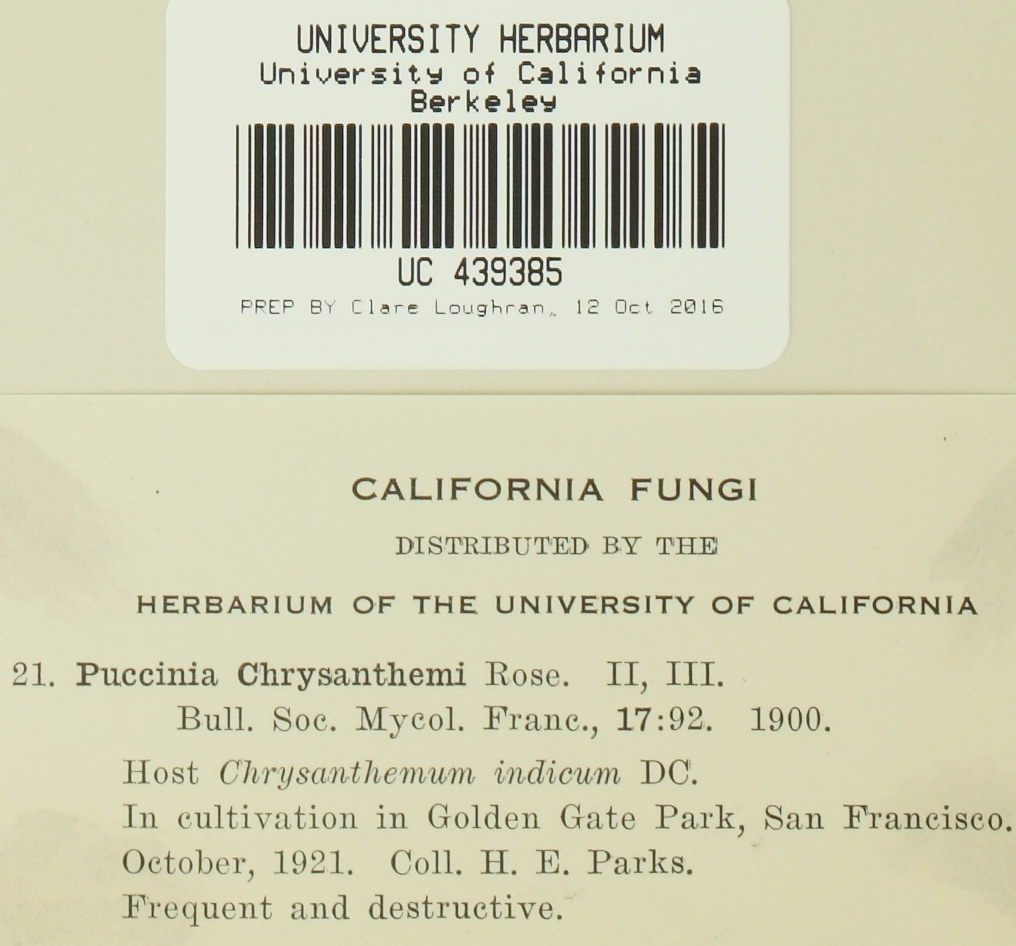 UNIVERSITY HERBARIUM
University of California
Berkeley
UC 439385
PREP BY Clare Loughran, 12 Oct 2016
CALIFORNIA FUNGI
DISTRIBUTED BY THE
HERBARIUM OF THE UNIVERSITY OF CALIFORNIA
21. Puccinia Chrysanthemi Rose. II, III.
Bull. Soc. Mycol. Franc., 17:92. 1900.
Host Chrysanthemum indicum DC.
In cultivation in Golden Gate Park, San Francisco.
October, 1921. Coll. H. E. Parks.
Frequent and destructive.